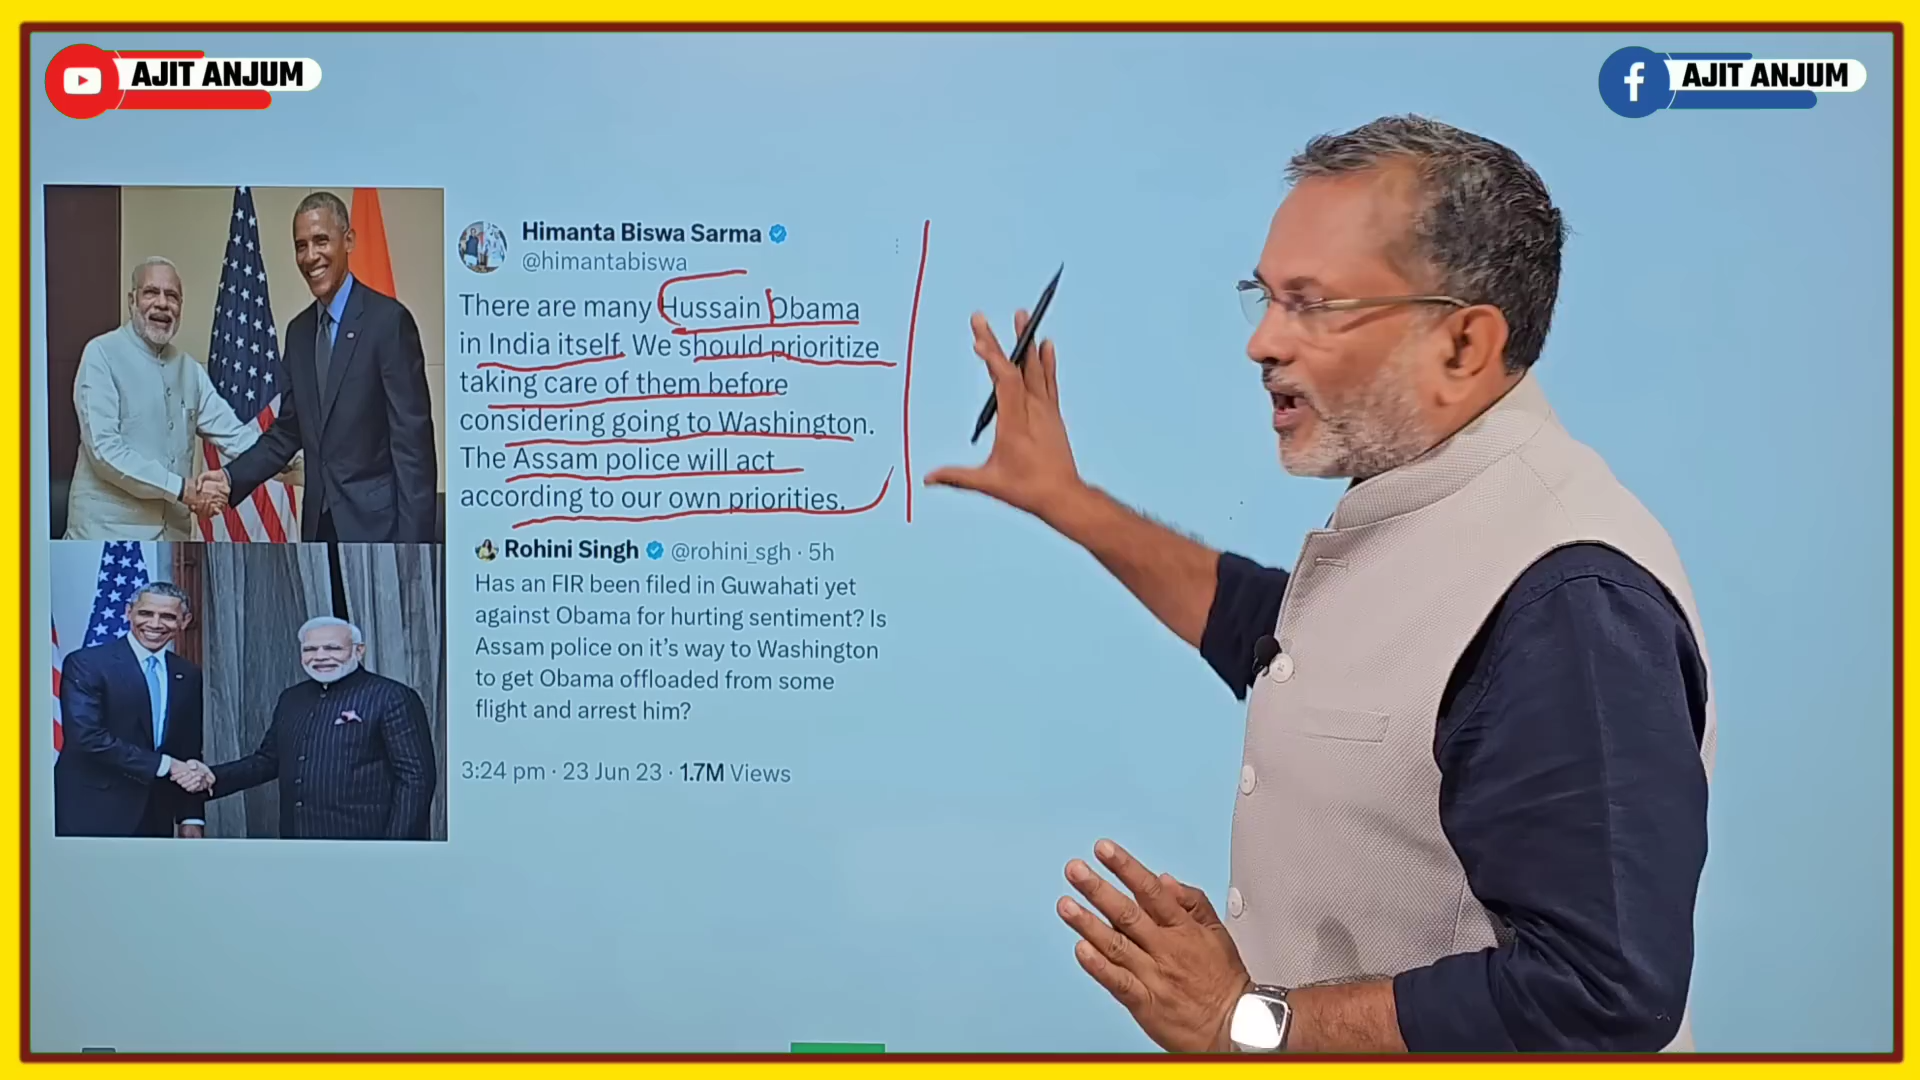 AJIT ANJUM
AJIT ANJUM
Himanta Biswa Sarma
@himantabiswa
There are many Hussain Obama
in India itself. We should prioritize
taking care of them before
considering going to Washington.
The Assam police will act
according to our own priorities.
Rohini Singh @rohini_sgh · 5h
Has an FIR been filed in Guwahati yet
against Obama for hurting sentiment? Is
Assam police on it's way to Washington
to get Obama offloaded from some
flight and arrest him?
3:24 pm · 23 Jun 23 · 1.7M Views